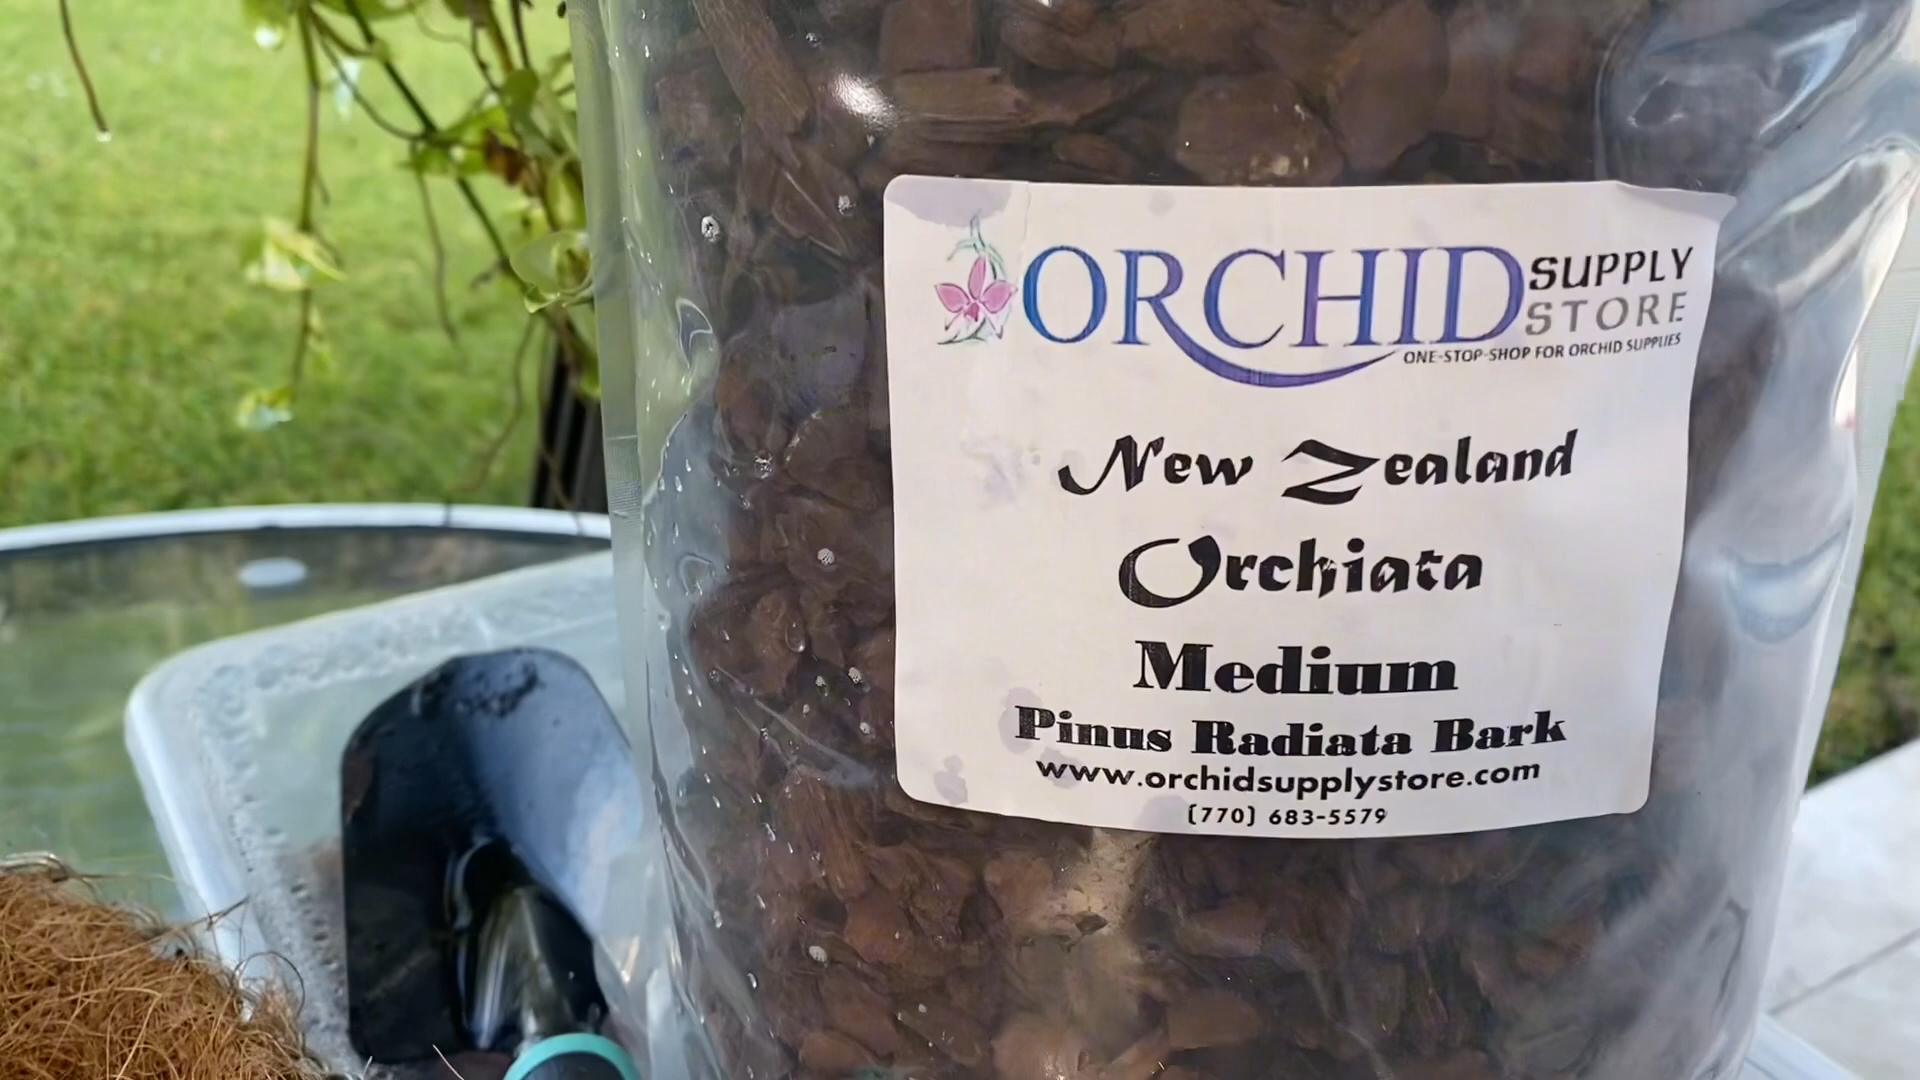 ORCHID SUPPLY STORE
ONE-STOP-SHOP FOR ORCHID SUPPLIES
New Zealand
Orchiata
Medium
Pinus Radiata Bark
www.orchidsupplystore.com
(770) 683-5579